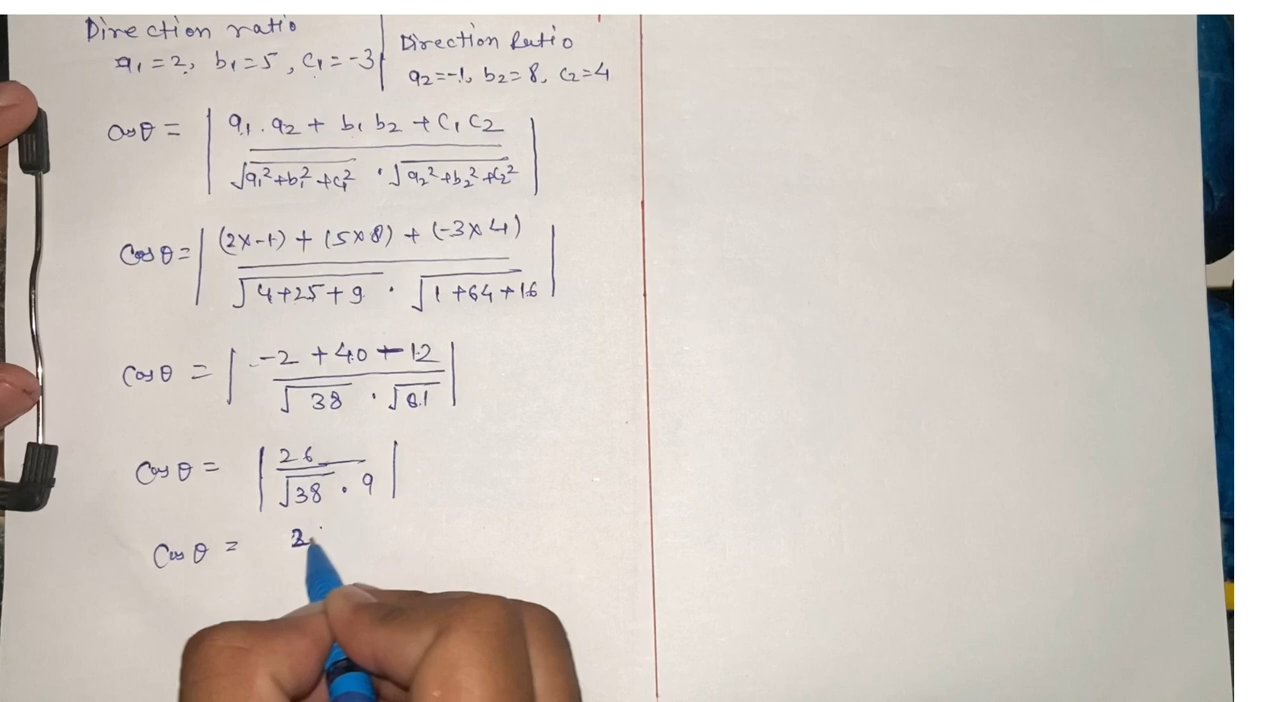 Direction ratio
a₁ = 2, b₁ = 5, c₁ = -3
Direction Ratio
a₂ = -1, b₂ = 8, c₂ = 4
cos θ = | a₁ . a₂ + b₁ b₂ + c₁ c₂ / √a₁² + b₁² + c₁² · √a₂² + b₂² + c₂² |
cos θ = | (2 × -1) + (5 × 8) + (-3 × 4) / √4 + 25 + 9 · √1 + 64 + 16 |
cos θ = | -2 + 40 - 12 / √38 · √81 |
cos θ = | 26 / √38 · 9 |
cos θ =